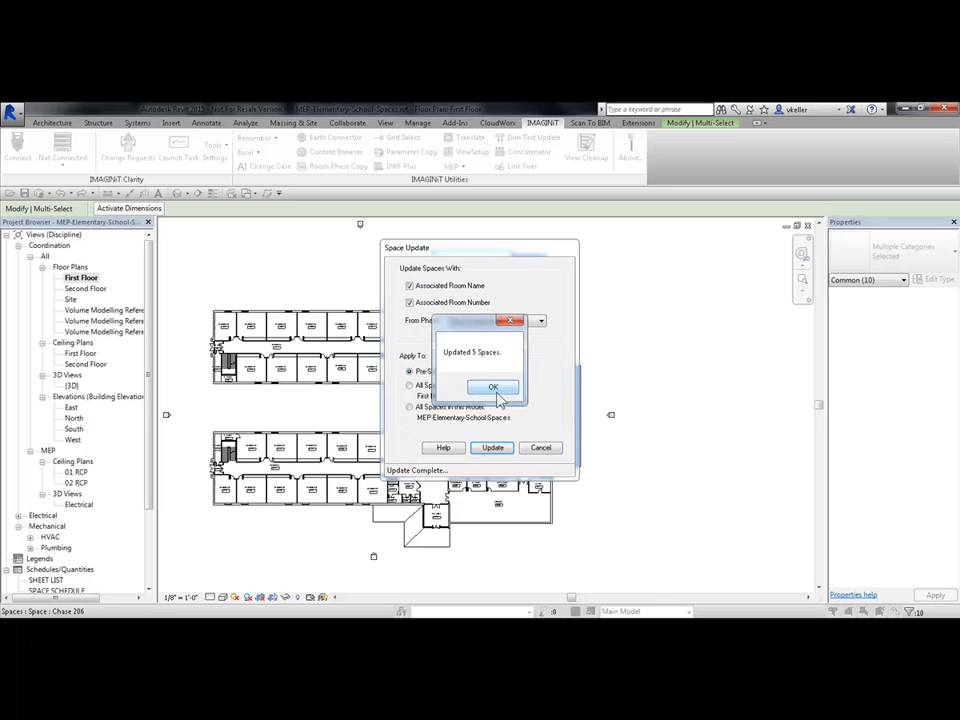 Autodesk Revit 2015 - Not For Resale Version - MEP-Elementary-School-Spaces.rvt - Floor Plan: First Floor
Type a keyword or phrase
vkeller
Architecture Structure Systems Insert Annotate Analyze Massing & Site Collaborate View Manage Add-Ins CloudWorx IMAGINiT Scan To BIM Extensions Modify | Multi-Select
Connect
Not Connected
Change Requests
Launch Task
Settings
Tools
Renumber
Excel
Change Case
Earth Connector
Content Browser
Room Phase Copy
Grid Select
Parameter Copy
DWF Plus
Translate
ViewSetup
MEP
Dim Text Update
Concatenator
Link Fixer
View Cleanup
About...
IMAGINiT Clarity
IMAGINiT Utilities
Modify | Multi-Select
Activate Dimensions
Project Browser - MEP-Elementary-School-S...
Views (Discipline)
Coordination
All
Floor Plans
First Floor
Second Floor
Site
Volume Modelling Refere
Volume Modelling Refere
Ceiling Plans
First Floor
Second Floor
3D Views
{3D}
Elevations (Building Elevation
East
North
South
West
MEP
Ceiling Plans
01 RCP
02 RCP
3D Views
Electrical
Electrical
Mechanical
HVAC
Plumbing
Legends
Schedules/Quantities
SHEET LIST
SPACE SCHEDULE
Space Update
Update Spaces With:
Associated Room Name
Associated Room Number
From Pha
Apply To:
Pre-S
All Sp
First
All Spaces in this Model:
MEP-Elementary-School-Spaces
Updated 5 Spaces.
OK
Help Update Cancel
Update Complete...
Properties
Multiple Categories
Selected
Common (10)
Edit Type
Properties help
Apply
1/8" = 1'-0"
Spaces : Space : Chase 206
:0
Main Model
:10